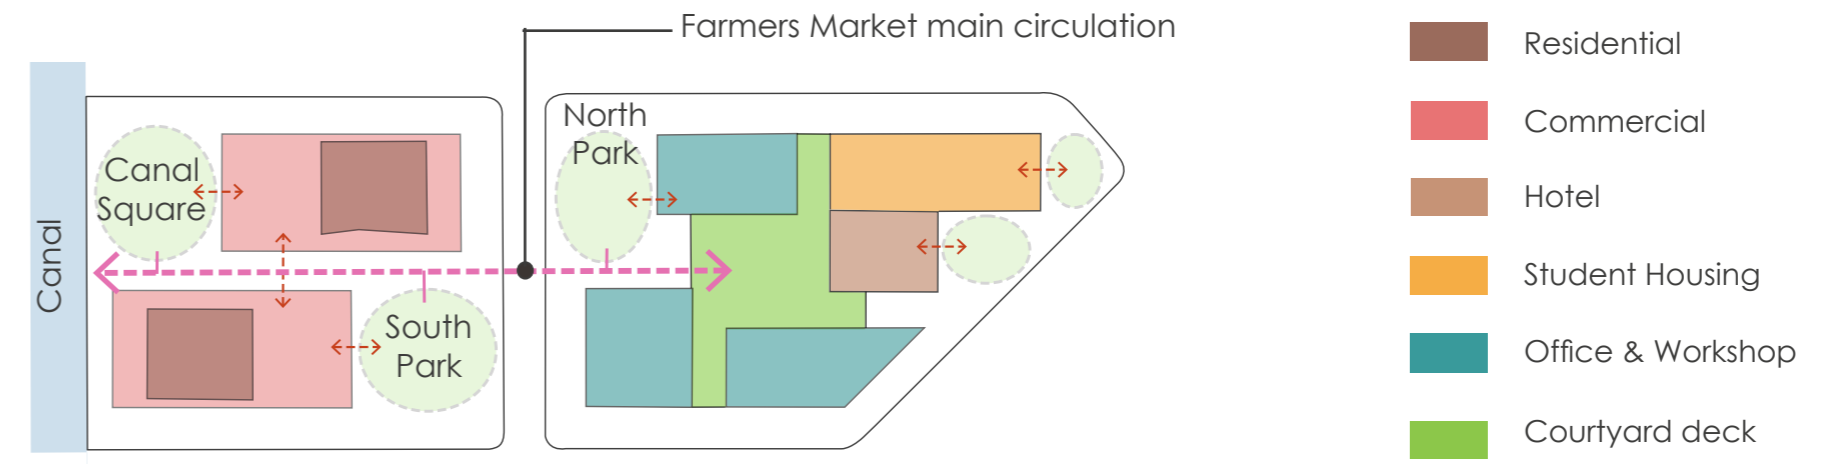 Farmers Market main circulation
Canal
Canal
Square
South
Park
North
Park
Residential
Commercial
Hotel
Student Housing
Office & Workshop
Courtyard deck